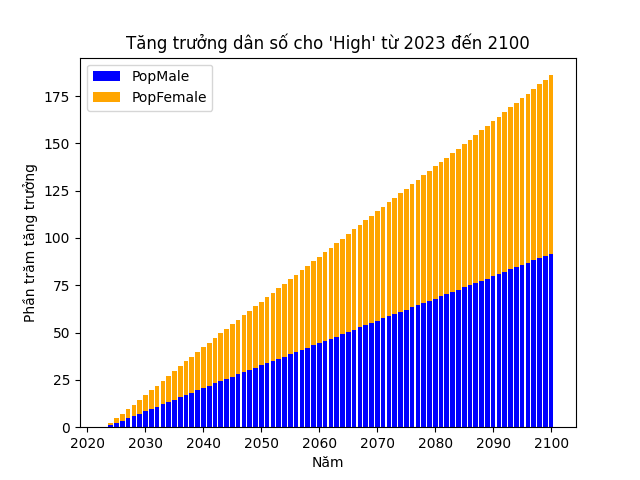 Tăng trưởng dân số cho 'High' từ 2023 đến 2100
PopMale
PopFemale
Phần trăm tăng trưởng
175
150
125
100
75
50
25
0
2020 2030 2040 2050 2060 2070 2080 2090 2100
Năm